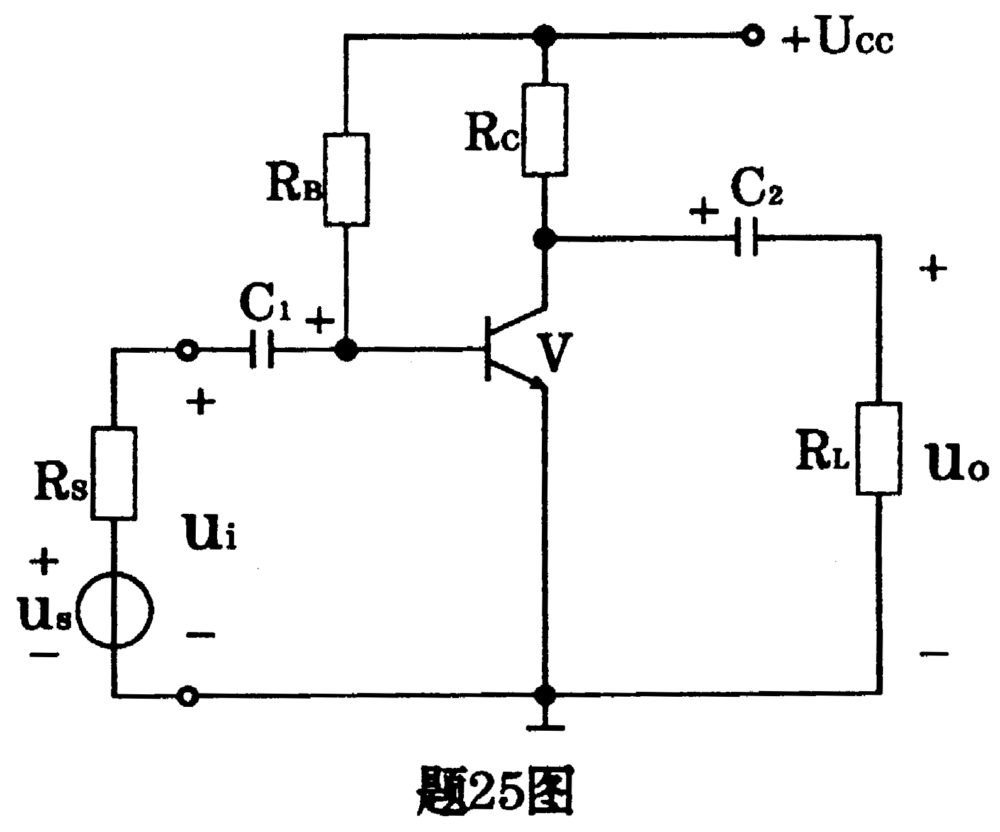 +UCC
RC
RB
+ C2
C1 +
+
V
+
RS
RL
uo
ui
+
us
−
−
−
题25图